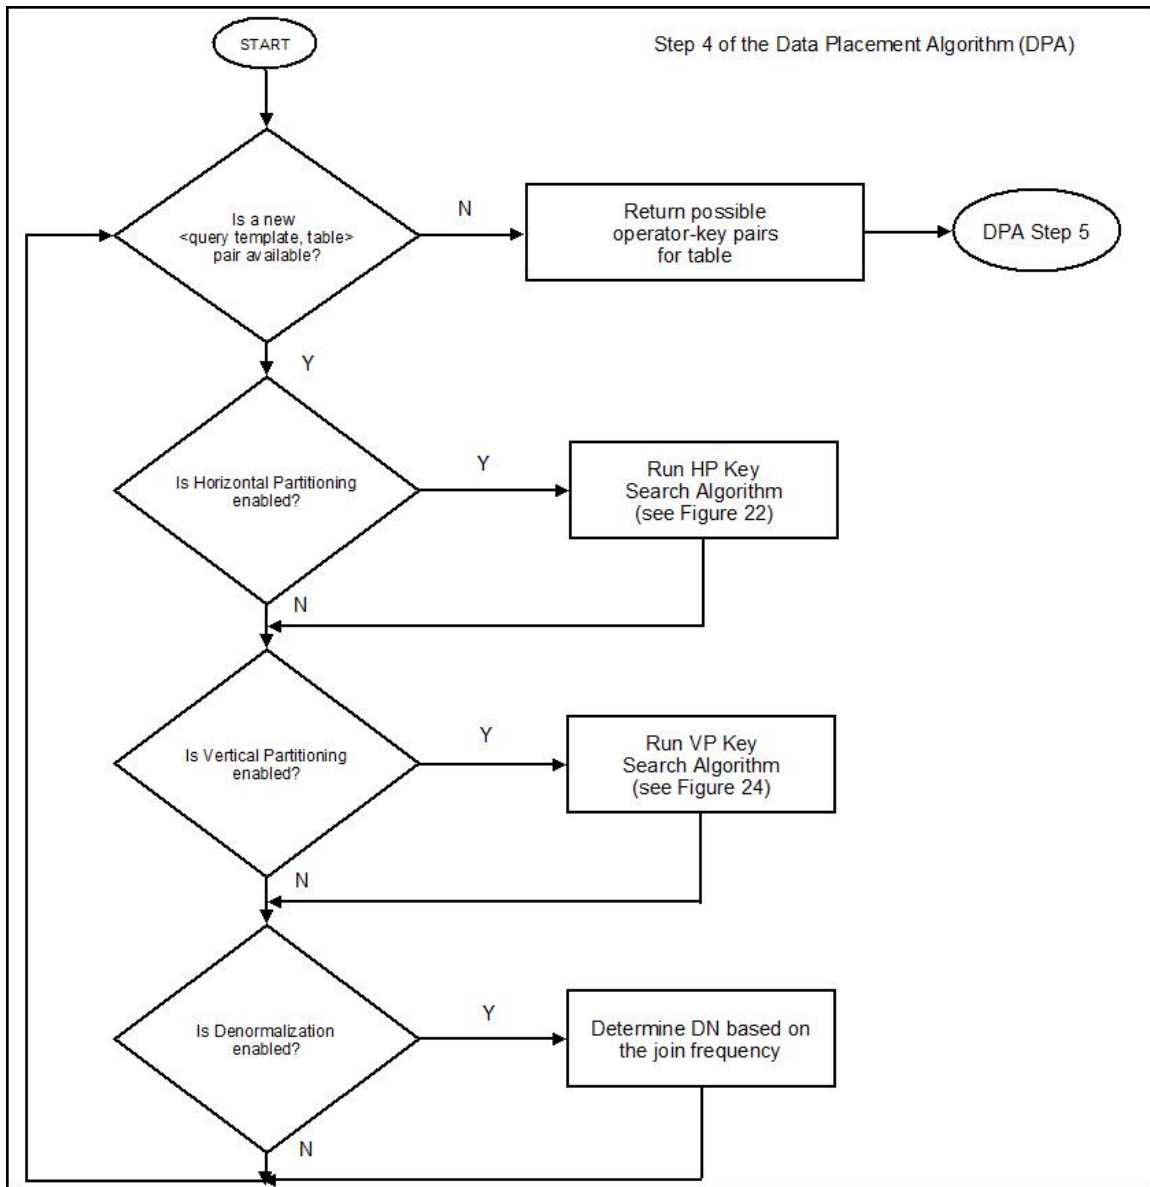 START
Step 4 of the Data Placement Algorithm (DPA)
Is a new
<query template, table>
pair available?
N
Return possible
operator-key pairs
for table
DPA Step 5
Y
Is Horizontal Partitioning
enabled?
Y
Run HP Key
Search Algorithm
(see Figure 22)
N
Is Vertical Partitioning
enabled?
Y
Run VP Key
Search Algorithm
(see Figure 24)
N
Is Denormalization
enabled?
Y
Determine DN based on
the join frequency
N